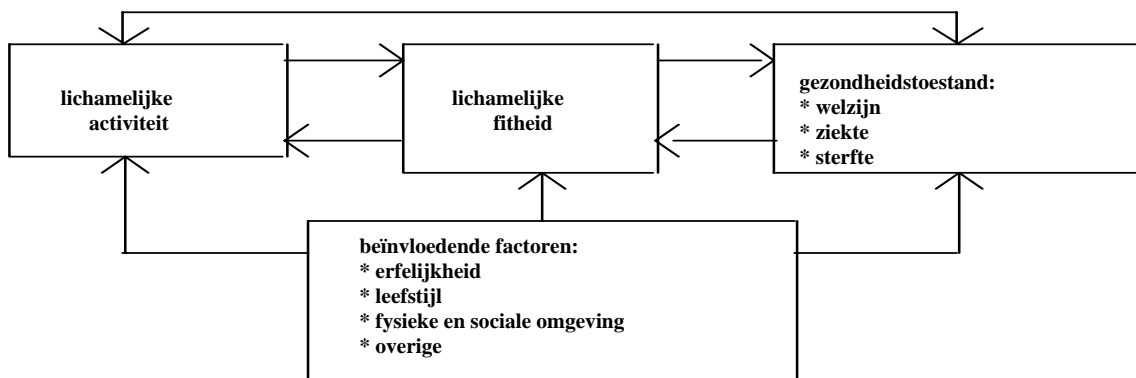 lichamelijke
activiteit
lichamelijke
fitheid
gezondheidstoestand:
* welzijn
* ziekte
* sterfte
beïnvloedende factoren:
* erfelijkheid
* leefstijl
* fysieke en sociale omgeving
* overige